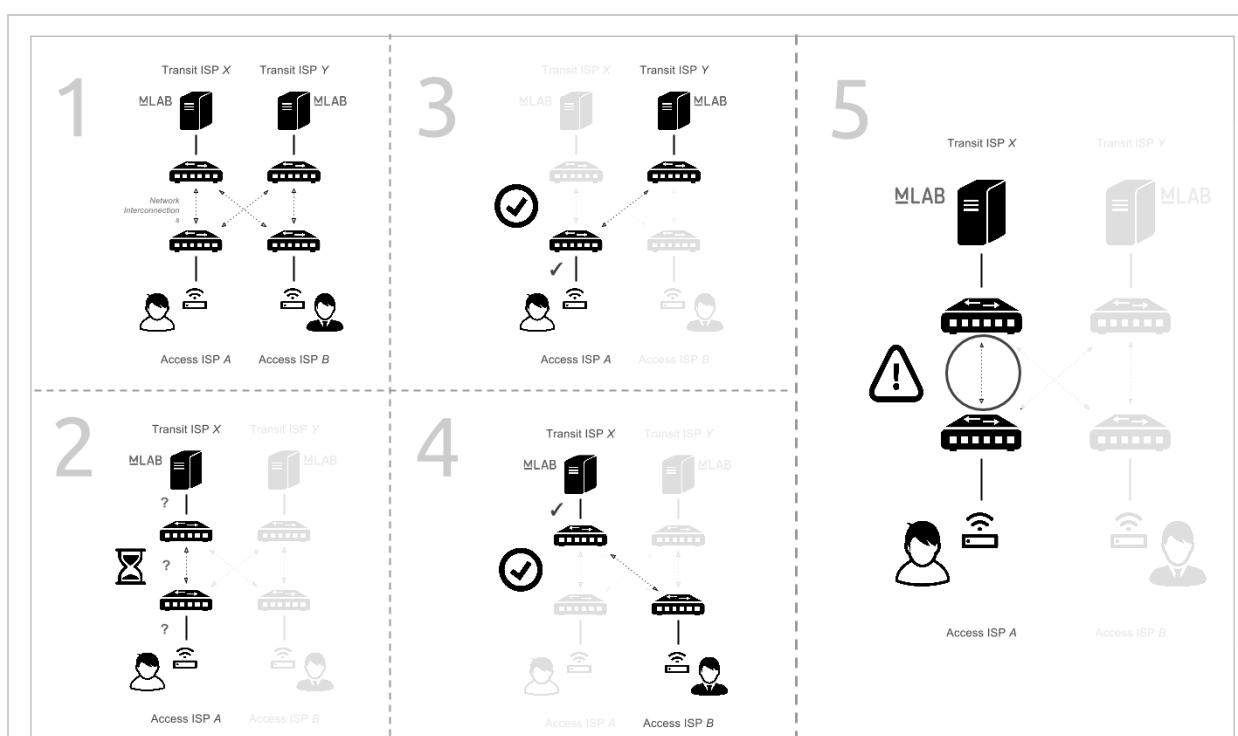 1
Transit ISP X Transit ISP Y
MLAB MLAB
Network
Interconnection
s
Access ISP A Access ISP B
2
Transit ISP X Transit ISP Y
MLAB MLAB
?
?
?
Access ISP A Access ISP B
3
Transit ISP X Transit ISP Y
MLAB MLAB
Access ISP A Access ISP B
4
Transit ISP X Transit ISP Y
MLAB MLAB
Access ISP A Access ISP B
5
Transit ISP X Transit ISP Y
MLAB MLAB
Access ISP A Access ISP B